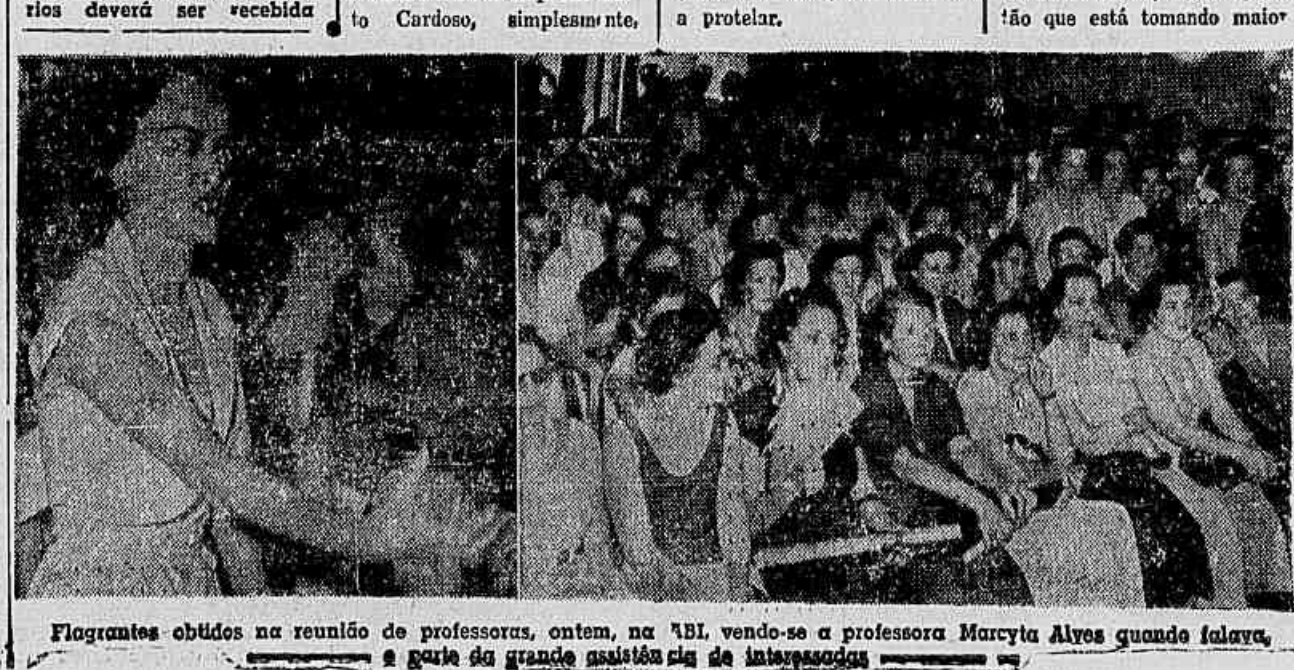 rios deverá ser recebida
to Cardoso, simplesmente,
a protelar.
tão que está tomando maior
Flagrantes obtidos na reunião de professoras, ontem, na ABI, vendo-se a professora Marcyta Alves quando falava,
e parte da grande assistência de interessadas